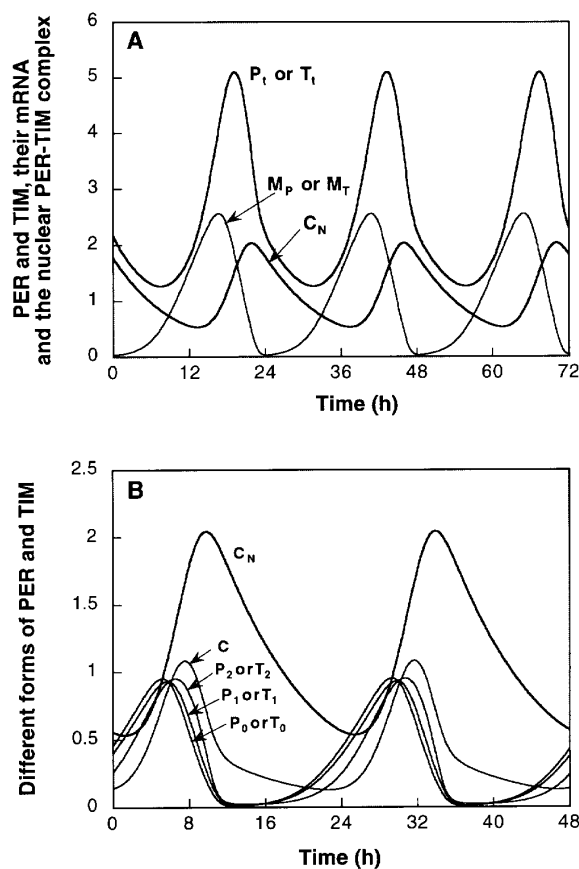 A
PER and TIM, their mRNA
and the nuclear PER-TIM complex
6
5
4
3
2
1
0
Pt or Tt
MP or MT
CN
0 12 24 36 48 60 72
Time (h)
B
Different forms of PER and TIM
2.5
2
1.5
1
0.5
0
CN
C
P2 or T2
P1 or T1
P0 or T0
0 8 16 24 32 40 48
Time (h)